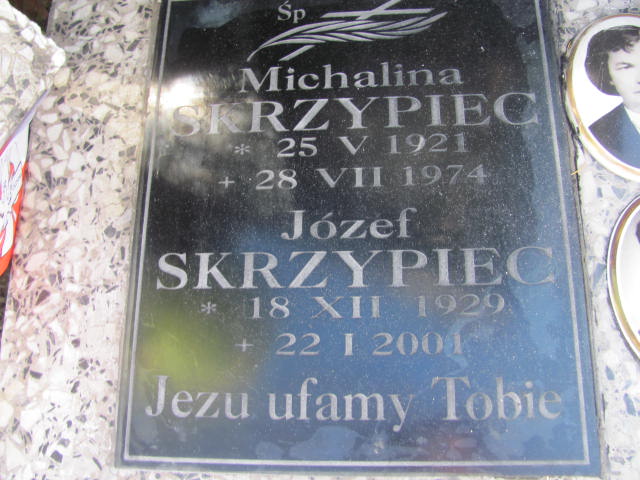 Śp
Michalina
SKRZYPIEC
* 25 V 1921
+ 28 VII 1974
Józef
SKRZYPIEC
* 18 XII 1929
+ 22 I 2001
Jezu ufamy Tobie